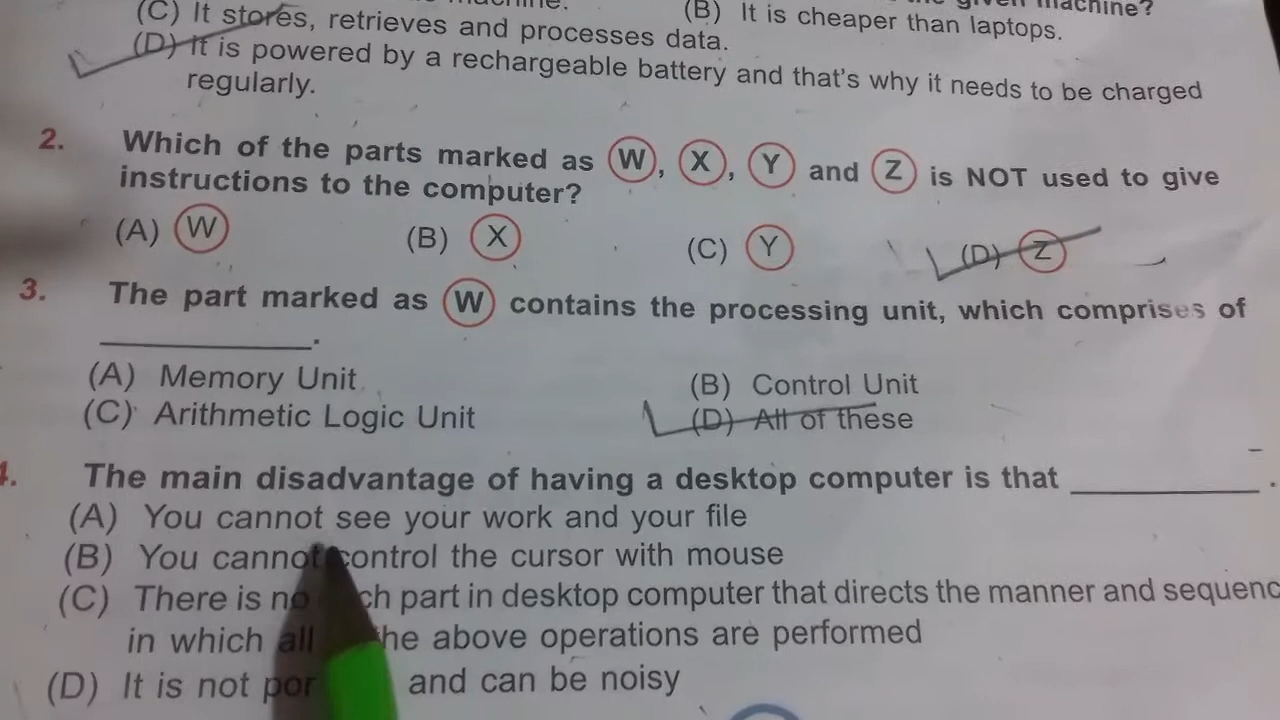 given machine?
(C) It stores, retrieves and processes data. (B) It is cheaper than laptops.
(D) It is powered by a rechargeable battery and that's why it needs to be charged
regularly.
2. Which of the parts marked as W, X, Y and Z is NOT used to give
instructions to the computer?
(A) W (B) X (C) Y (D) Z
3. The part marked as W contains the processing unit, which comprises of
____________.
(A) Memory Unit (B) Control Unit
(C) Arithmetic Logic Unit (D) All of these
4. The main disadvantage of having a desktop computer is that ____________.
(A) You cannot see your work and your file
(B) You cannot control the cursor with mouse
(C) There is no ch part in desktop computer that directs the manner and sequenc
in which all he above operations are performed
(D) It is not por and can be noisy